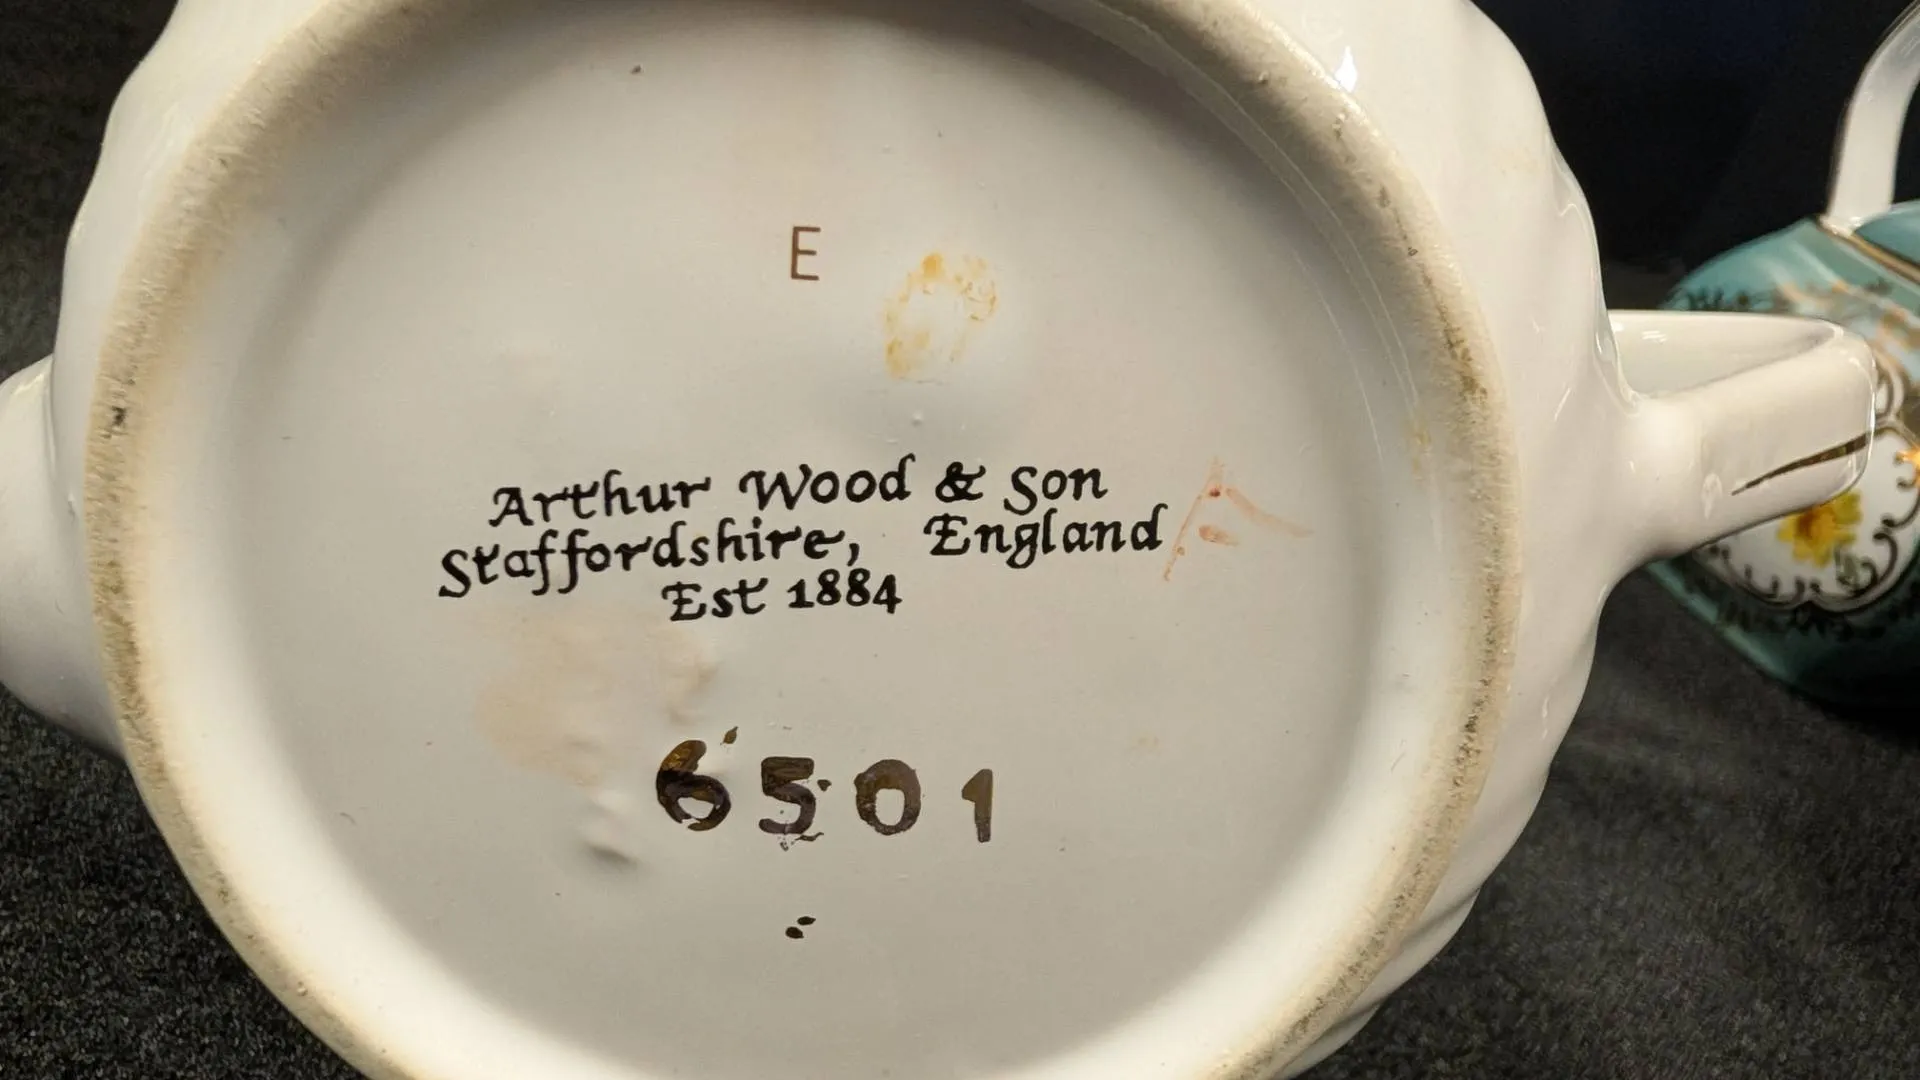 E
Arthur Wood & Son
Staffordshire, England
Est 1884
6501